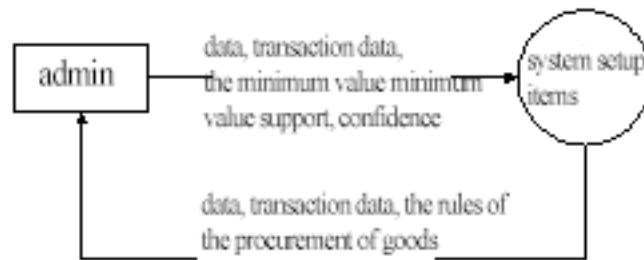 admin
data, transaction data,
the minimum value minimum
value support, confidence
system setup
items
data, transaction data, the rules of
the procurement of goods